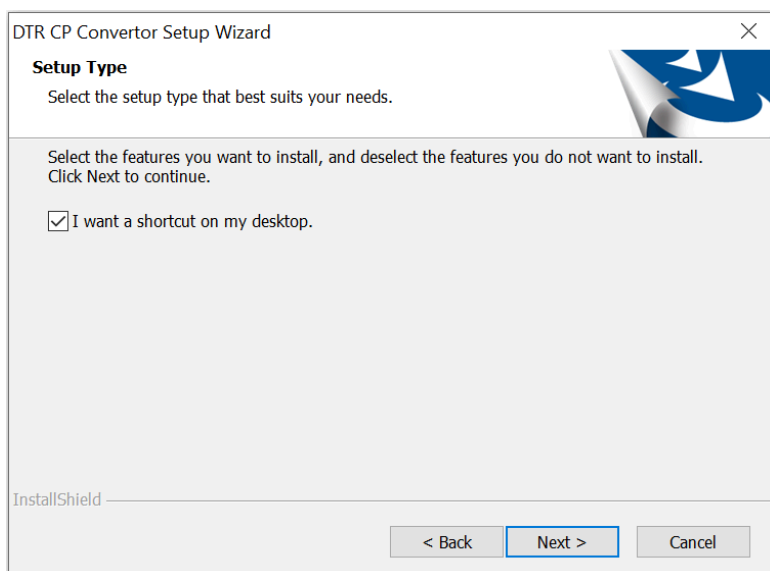 DTR CP Convertor Setup Wizard
Setup Type
Select the setup type that best suits your needs.
Select the features you want to install, and deselect the features you do not want to install.
Click Next to continue.
I want a shortcut on my desktop.
InstallShield
< Back
Next >
Cancel